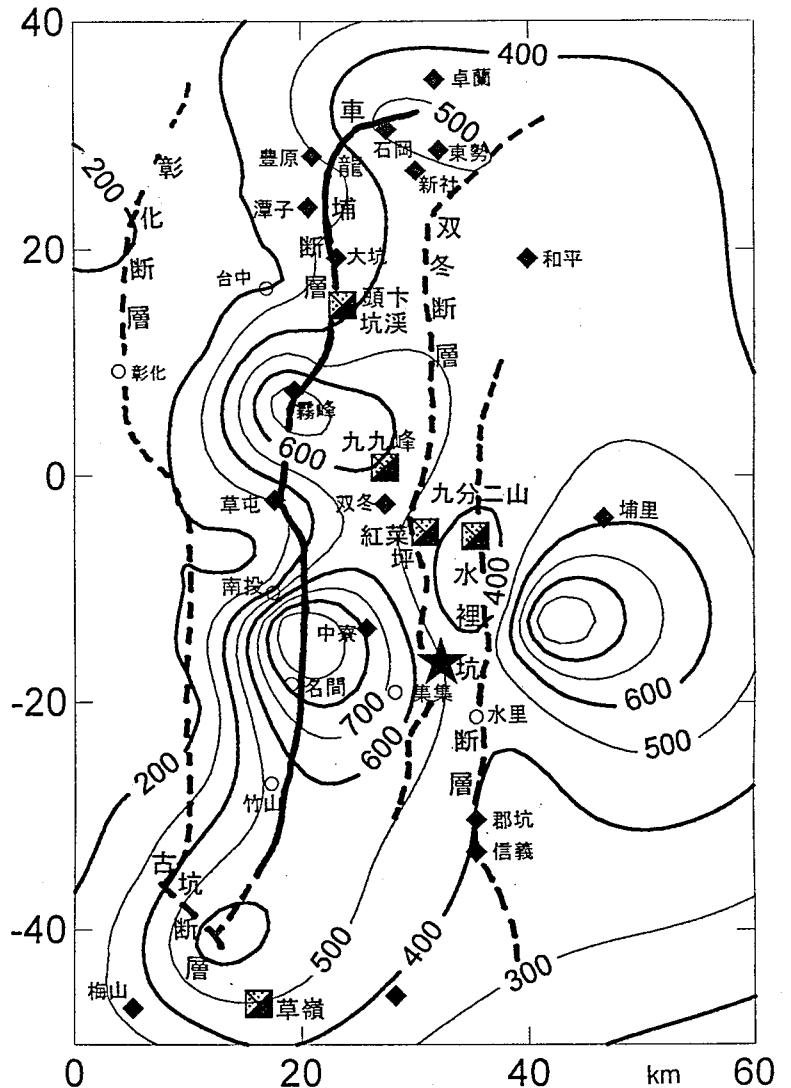 40
20
0
-20
-40
0
20
40
km
60
400
卓蘭
車
500
石岡
東勢
豊原
龍
新社
200
彰
化
断
層
潭子
埔
断
層
双
冬
断
層
大坑
和平
台中
頭卞
坑渓
彰化
霧峰
600
九九峰
草屯
双冬
九分二山
埔里
紅菜
坪
水
裡
坑
断
層
400
南投
中寮
名間
集集
700
600
水里
600
500
200
竹山
郡坑
信義
古
坑
断
層
500
400
300
梅山
草嶺